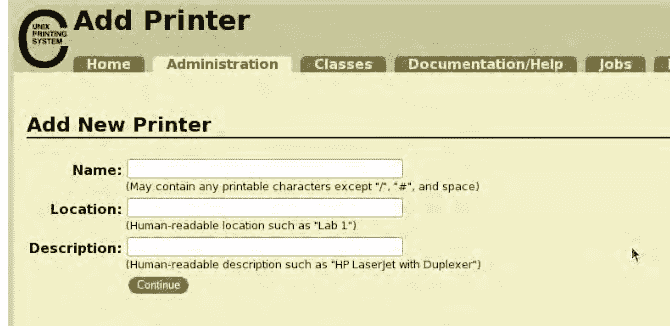 UNIX
PRINTING
SYSTEM
Add Printer
Home Administration Classes Documentation/Help Jobs
Add New Printer
Name:
(May contain any printable characters except "/", "#", and space)
Location:
(Human-readable location such as "Lab 1")
Description:
(Human-readable description such as "HP LaserJet with Duplexer")
Continue